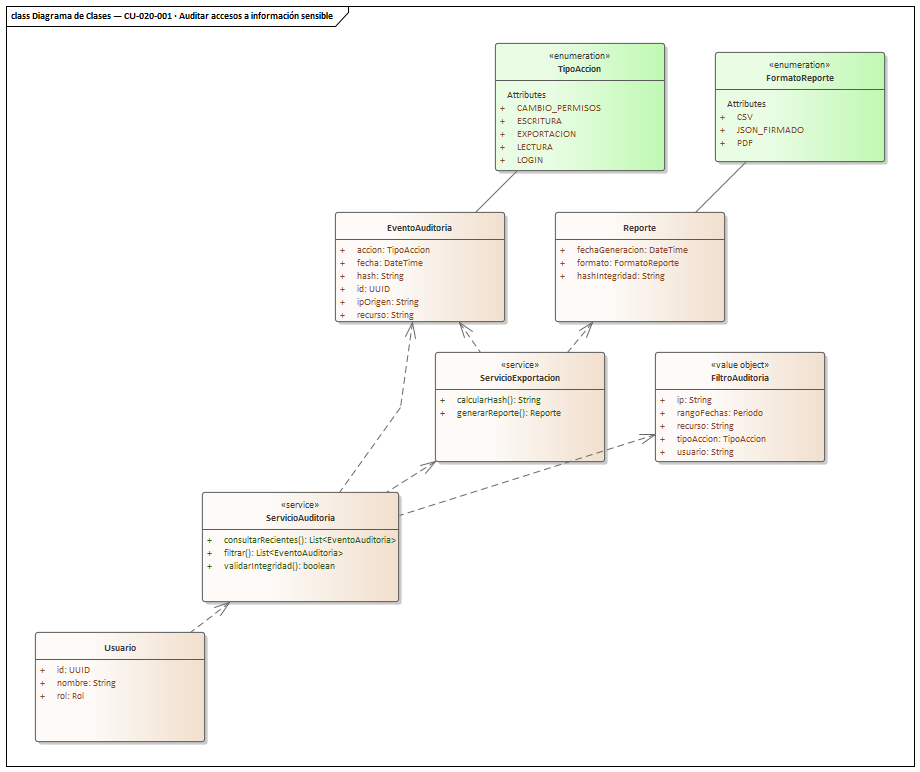 class Diagrama de Clases — CU-020-001 · Auditar accesos a información sensible
«enumeration»
TipoAccion
Attributes
+ CAMBIO_PERMISOS
+ ESCRITURA
+ EXPORTACION
+ LECTURA
+ LOGIN
«enumeration»
FormatoReporte
Attributes
+ CSV
+ JSON_FIRMADO
+ PDF
EventoAuditoria
+ accion: TipoAccion
+ fecha: DateTime
+ hash: String
+ id: UUID
+ ipOrigen: String
+ recurso: String
Reporte
+ fechaGeneracion: DateTime
+ formato: FormatoReporte
+ hashIntegridad: String
«service»
ServicioExportacion
+ calcularHash(): String
+ generarReporte(): Reporte
«value object»
FiltroAuditoria
+ ip: String
+ rangoFechas: Periodo
+ recurso: String
+ tipoAccion: TipoAccion
+ usuario: String
«service»
ServicioAuditoria
+ consultarRecientes(): List<EventoAuditoria>
+ filtrar(): List<EventoAuditoria>
+ validarIntegridad(): boolean
Usuario
+ id: UUID
+ nombre: String
+ rol: Rol